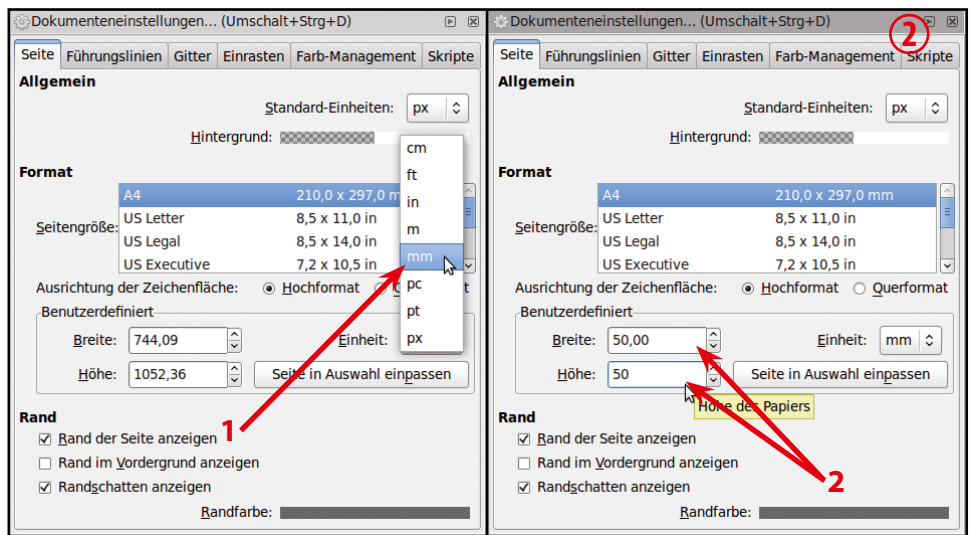 Dokumenteneinstellungen... (Umschalt+Strg+D)
Seite Führungslinien Gitter Einrasten Farb-Management Skripte
Allgemein
Standard-Einheiten: px
Hintergrund:
cm
ft
in
m
mm
pc
pt
px
Format
A4 210,0 x 297,0 m
US Letter 8,5 x 11,0 in
Seitengröße:
US Legal 8,5 x 14,0 in
US Executive 7,2 x 10,5 in
Ausrichtung der Zeichenfläche: Hochformat
Benutzerdefiniert
Breite: 744,09 Einheit:
Höhe: 1052,36 Seite in Auswahl einpassen
Rand
1
Rand der Seite anzeigen
Rand im Vordergrund anzeigen
Randschatten anzeigen
Randfarbe:
Dokumenteneinstellungen... (Umschalt+Strg+D)
2
Seite Führungslinien Gitter Einrasten Farb-Management Skripte
Allgemein
Standard-Einheiten: px
Hintergrund:
Format
A4 210,0 x 297,0 mm
US Letter 8,5 x 11,0 in
Seitengröße:
US Legal 8,5 x 14,0 in
US Executive 7,2 x 10,5 in
Ausrichtung der Zeichenfläche: Hochformat Querformat
Benutzerdefiniert
Breite: 50,00 Einheit: mm
Höhe: 50 Seite in Auswahl einpassen
Höhe des Papiers
Rand
Rand der Seite anzeigen
Rand im Vordergrund anzeigen
Randschatten anzeigen
2
Randfarbe: